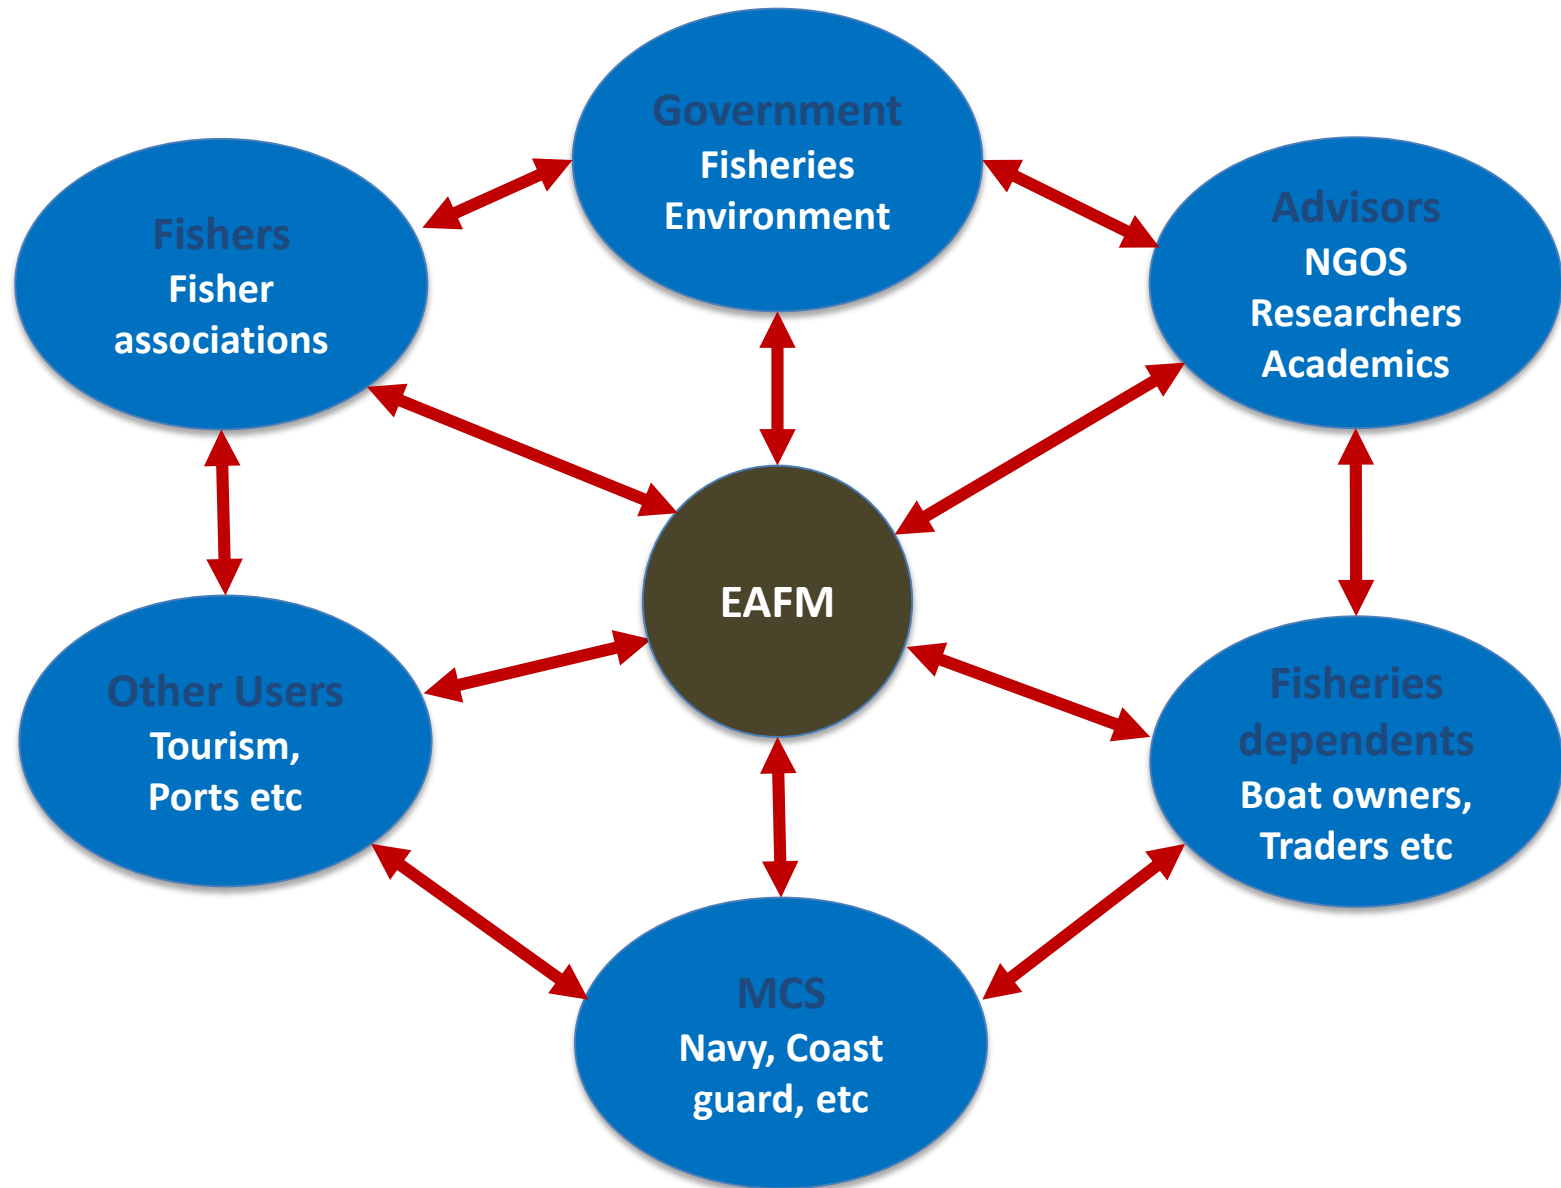 Government
Fisheries
Environment
Fishers
Fisher
associations
Advisors
NGOS
Researchers
Academics
EAFM
Other Users
Tourism,
Ports etc
Fisheries
dependents
Boat owners,
Traders etc
MCS
Navy, Coast
guard, etc